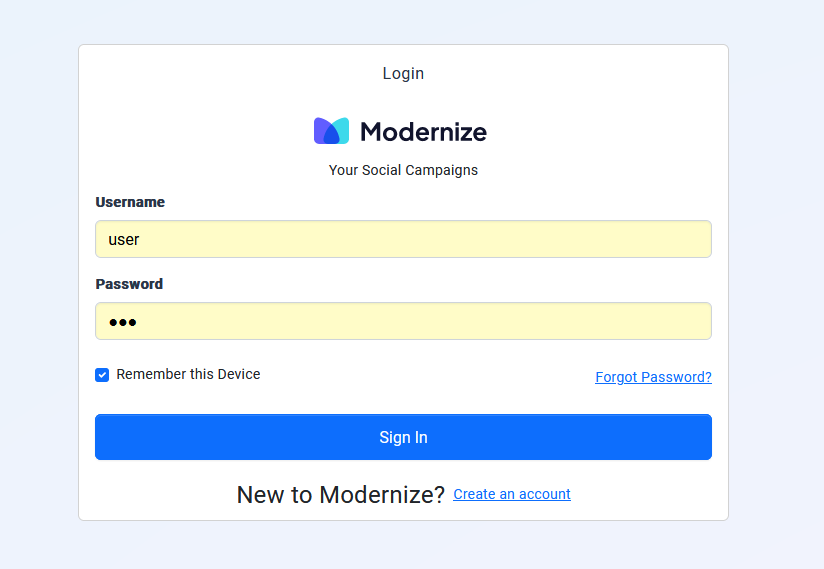 Login
Modernize
Your Social Campaigns
Username
user
Password
Remember this Device
Forgot Password?
Sign In
New to Modernize? Create an account